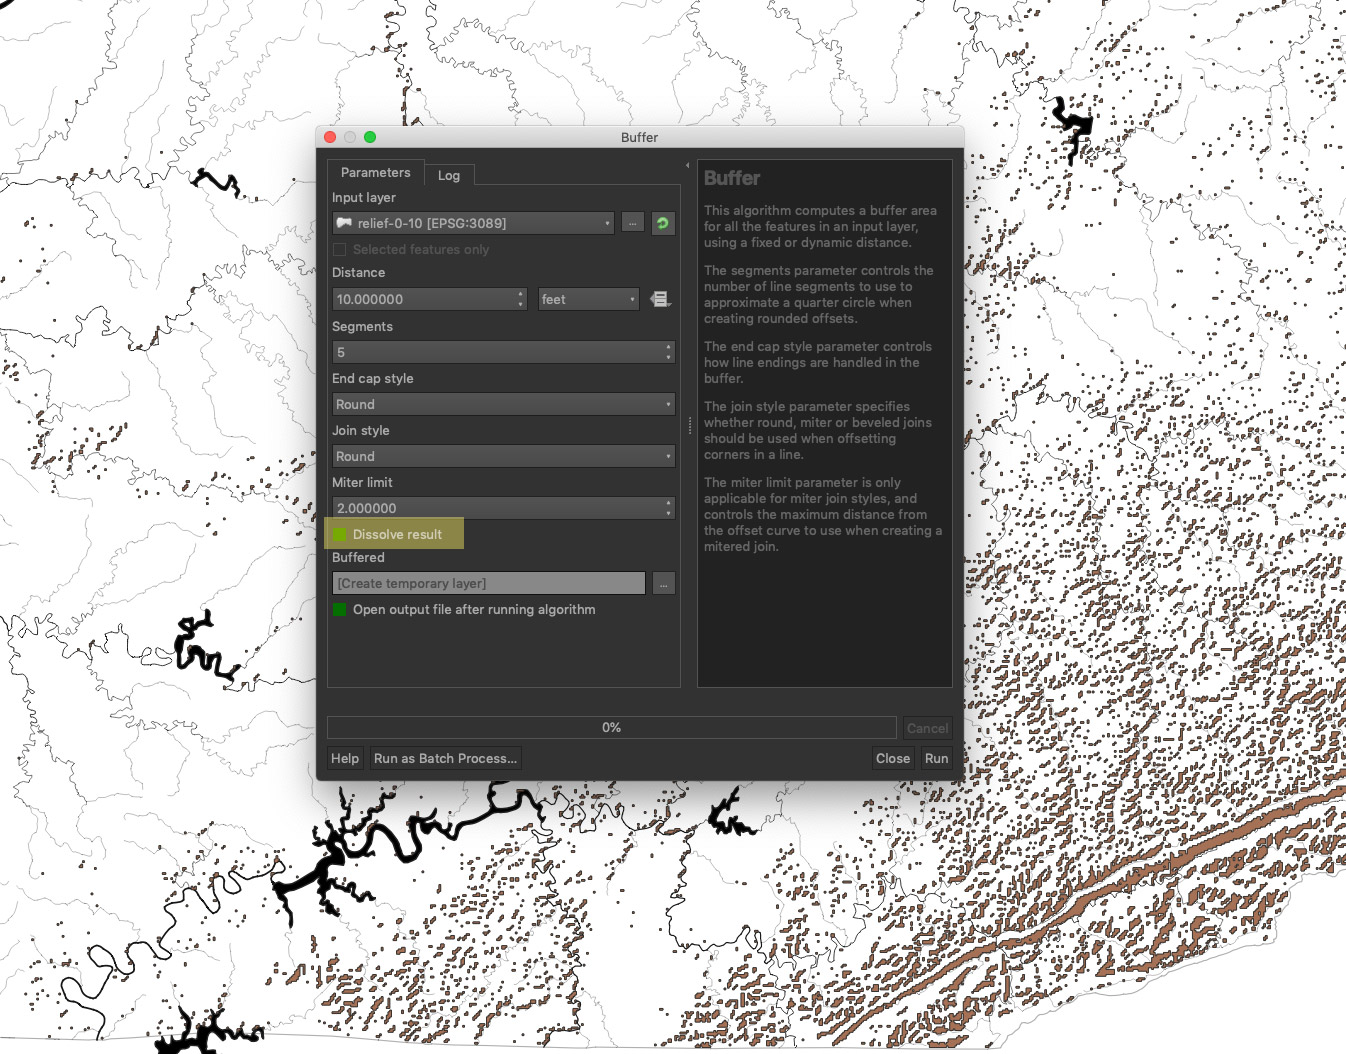 Buffer
Parameters
Log
Input layer
relief-0-10 [EPSG:3089]
...
Selected features only
Distance
10.000000
feet
Segments
5
End cap style
Round
Join style
Round
Miter limit
2.000000
Dissolve result
Buffered
[Create temporary layer]
...
Open output file after running algorithm
Buffer
This algorithm computes a buffer area
for all the features in an input layer,
using a fixed or dynamic distance.
The segments parameter controls the
number of line segments to use to
approximate a quarter circle when
creating rounded offsets.
The end cap style parameter controls
how line endings are handled in the
buffer.
The join style parameter specifies
whether round, miter or beveled joins
should be used when offsetting
corners in a line.
The miter limit parameter is only
applicable for miter join styles, and
controls the maximum distance from
the offset curve to use when creating a
mitered join.
0%
Cancel
Help
Run as Batch Process...
Close
Run